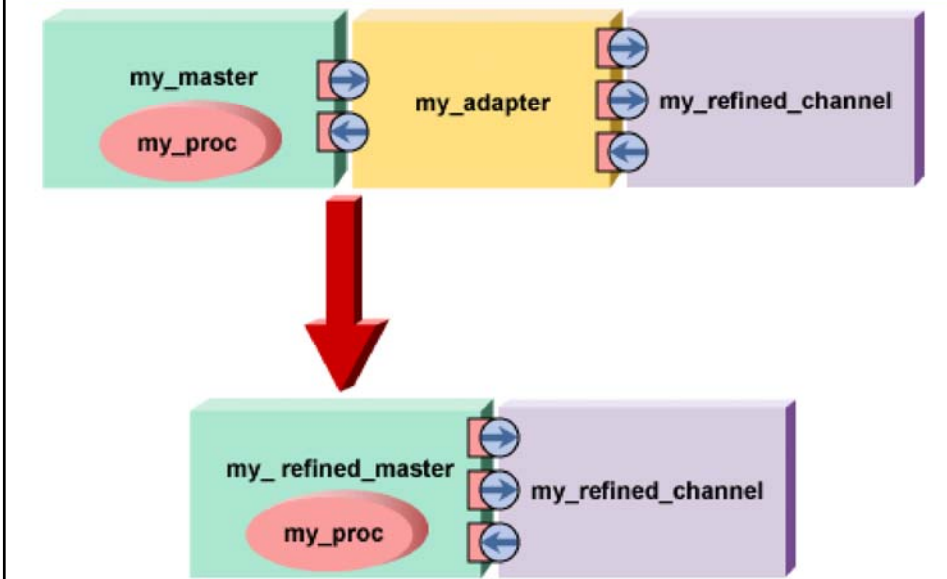 my_master
my_proc
my_adapter
my_refined_channel
my_ refined_master
my_proc
my_refined_channel